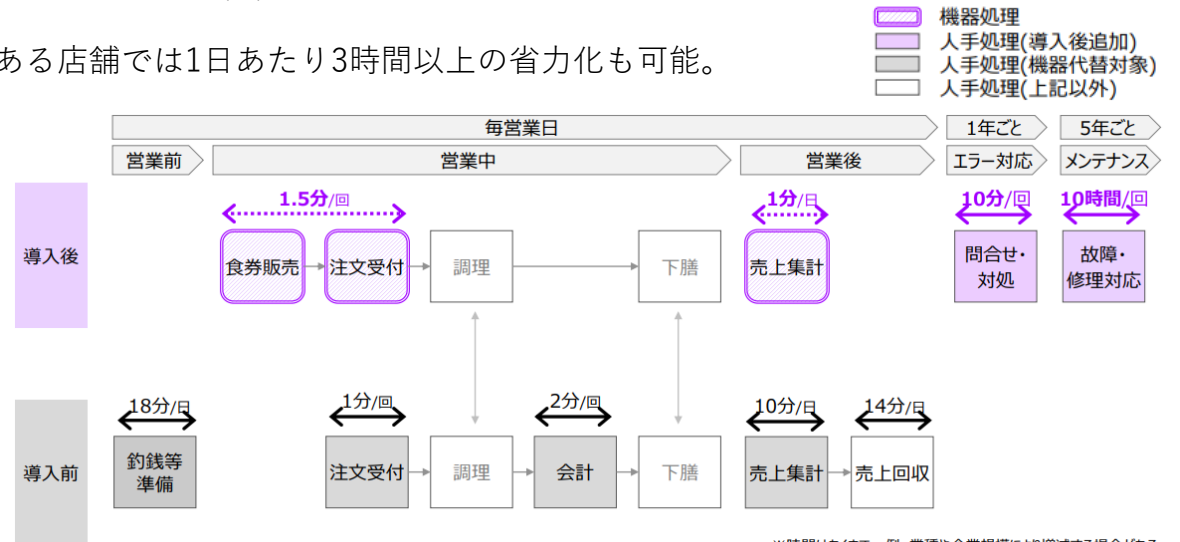 機器処理
人手処理(導入後追加)
人手処理(機器代替対象)
人手処理(上記以外)
ある店舗では1日あたり3時間以上の省力化も可能。
毎営業日
1年ごと
5年ごと
営業前
営業中
営業後
エラー対応
メンテナンス
導入後
1.5分/回
1分/日
10分/回
10時間/回
食券販売
注文受付
調理
下膳
売上集計
問合せ・
対処
故障・
修理対応
導入前
18分/日
1分/回
2分/回
10分/日
14分/日
釣銭等
準備
注文受付
調理
会計
下膳
売上集計
売上回収